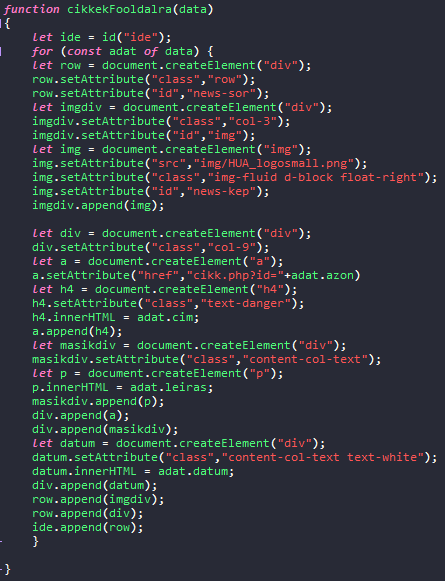 function cikkekFooldalra(data)
{
let ide = id("ide");
for (const adat of data) {
let row = document.createElement("div");
row.setAttribute("class","row");
row.setAttribute("id","news-sor");
let imgdiv = document.createElement("div");
imgdiv.setAttribute("class","col-3");
imgdiv.setAttribute("id","img");
let img = document.createElement("img");
img.setAttribute("src","img/HUA_logosmall.png");
img.setAttribute("class","img-fluid d-block float-right");
img.setAttribute("id","news-kep");
imgdiv.append(img);
let div = document.createElement("div");
div.setAttribute("class","col-9");
let a = document.createElement("a");
a.setAttribute("href","cikk.php?id="+adat.azon)
let h4 = document.createElement("h4");
h4.setAttribute("class","text-danger");
h4.innerHTML = adat.cim;
a.append(h4);
let masikdiv = document.createElement("div");
masikdiv.setAttribute("class","content-col-text");
let p = document.createElement("p");
p.innerHTML = adat.leiras;
masikdiv.append(p);
div.append(a);
div.append(masikdiv);
let datum = document.createElement("div");
datum.setAttribute("class","content-col-text text-white");
datum.innerHTML = adat.datum;
div.append(datum);
row.append(imgdiv);
row.append(div);
ide.append(row);
}
}